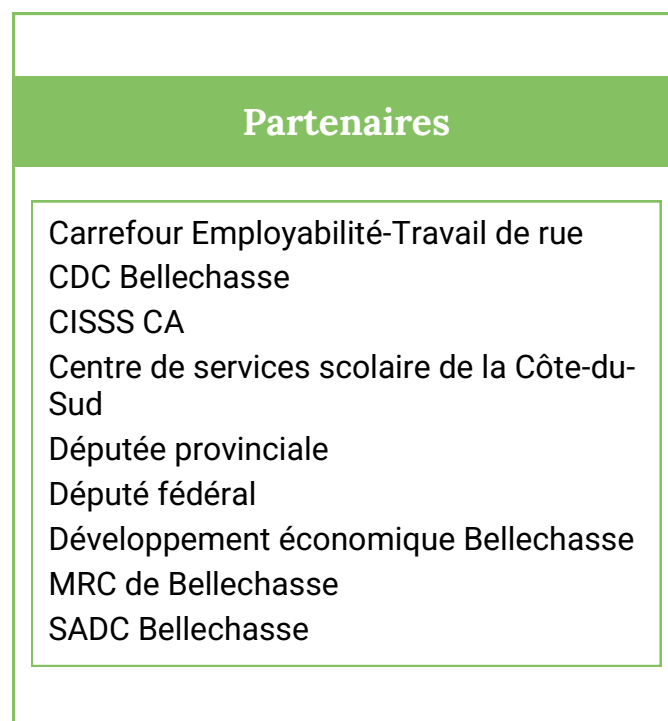 Partenaires
Carrefour Employabilité-Travail de rue
CDC Bellechasse
CISSS CA
Centre de services scolaire de la Côte-du-
Sud
Députée provinciale
Député fédéral
Développement économique Bellechasse
MRC de Bellechasse
SADC Bellechasse